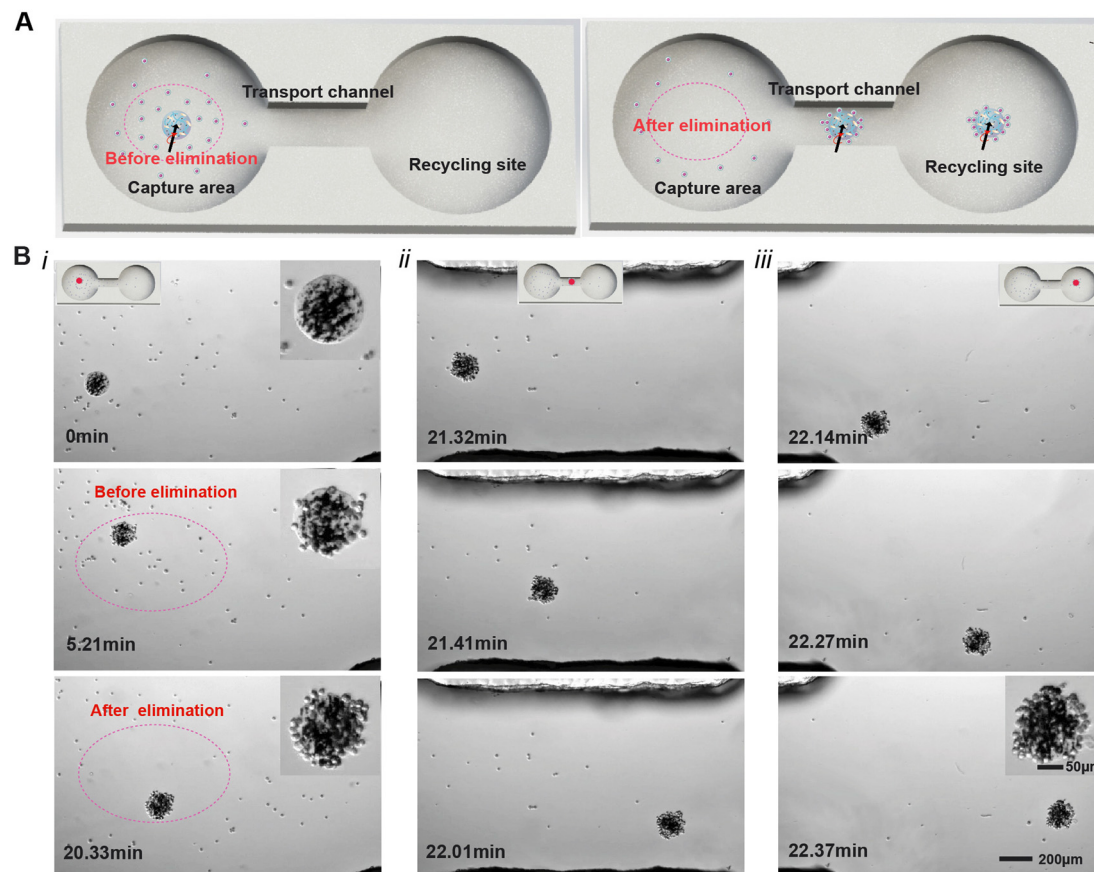 A
Transport channel
Before elimination
Capture area
Recycling site
Transport channel
After elimination
Capture area
Recycling site
B
i
0min
Before elimination
5.21min
After elimination
20.33min
ii
21.32min
21.41min
22.01min
iii
22.14min
22.27min
50µm
22.37min
200µm